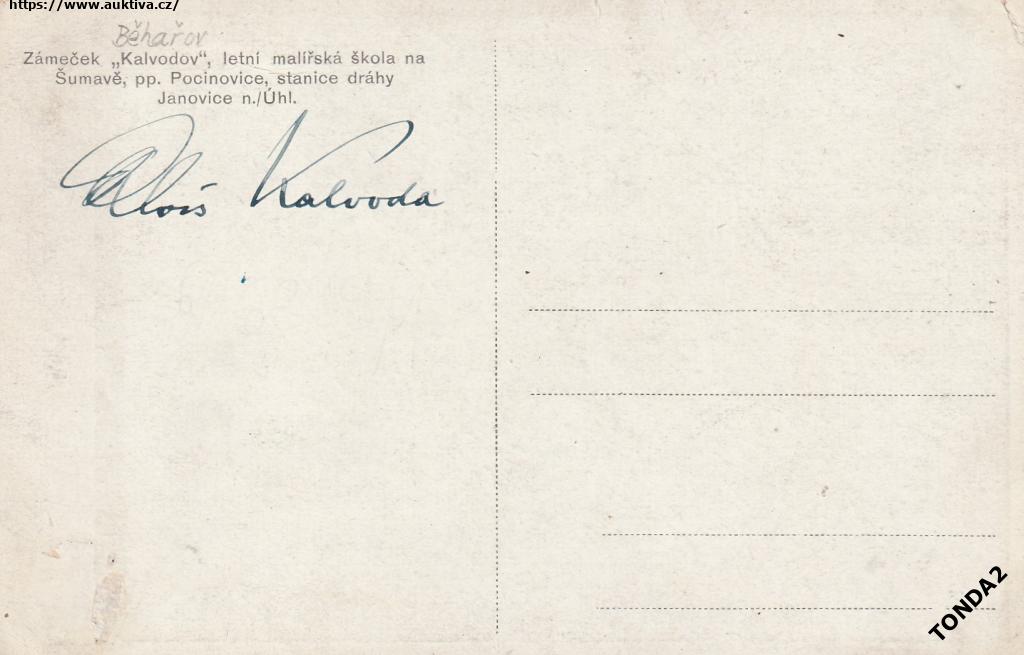 https://www.auktiva.cz/
Běhařov
Zámeček „Kalvodov“, letní malířská škola na
Šumavě, pp. Pocinovice, stanice dráhy
Janovice n./Úhl.
Alois Kalvoda
TONDA2